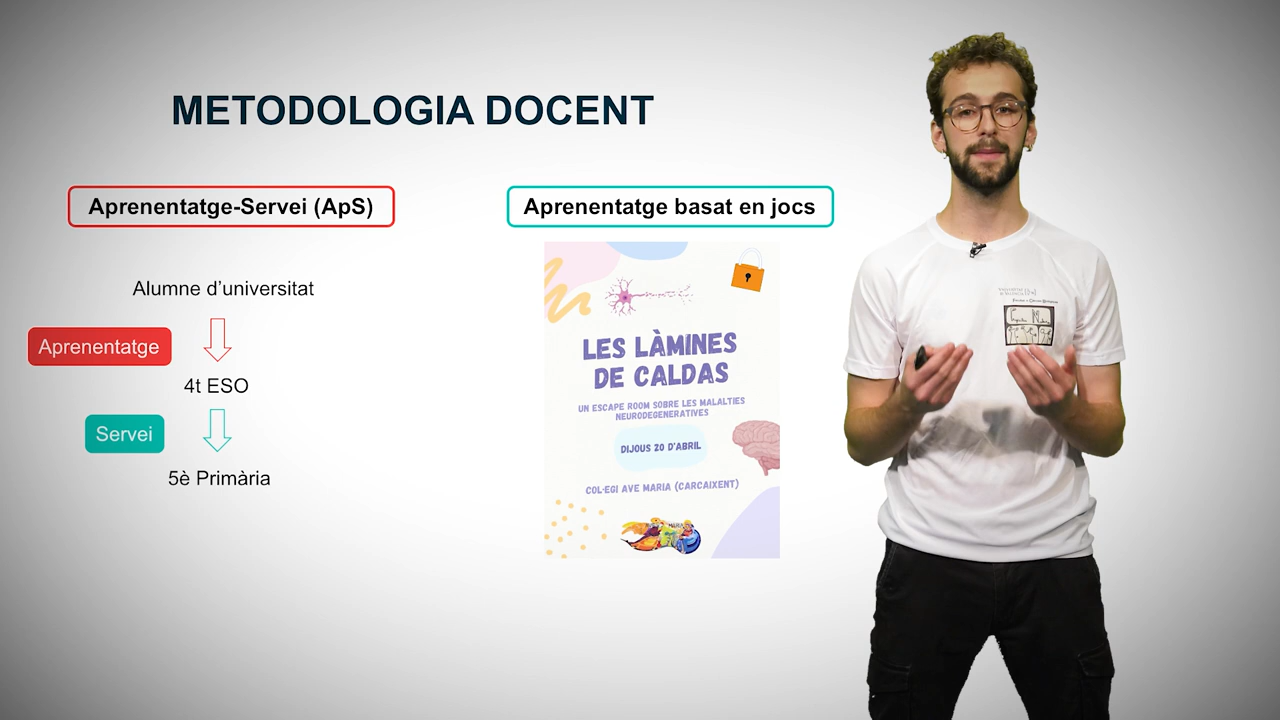 METODOLOGIA DOCENT
Aprenentatge-Servei (ApS)
Alumne d'universitat
Aprenentatge
4t ESO
Servei
5è Primària
Aprenentatge basat en jocs
LES LÀMINES
DE CALDAS
UN ESCAPE ROOM SOBRE LES MALALTIES
NEURODEGENERATIVES
DIJOUS 20 D'ABRIL
COL·EGI AVE MARIA (CARCAIXENT)